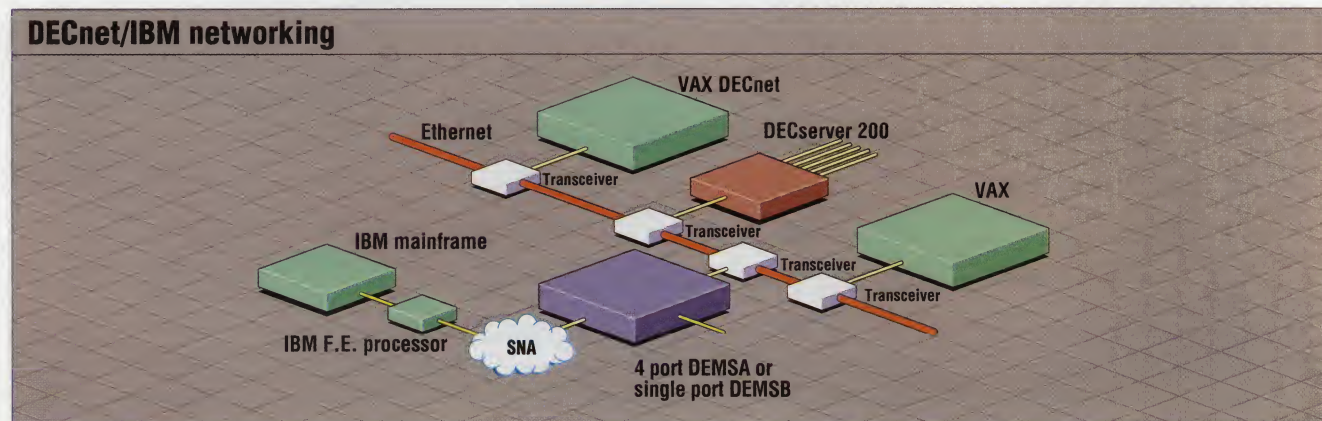 DECnet/IBM networking
VAX DECnet
Ethernet
DECserver 200
Transceiver
VAX
Transceiver
IBM mainframe
Transceiver
Transceiver
IBM F.E. processor
SNA
4 port DEMSA or
single port DEMSB